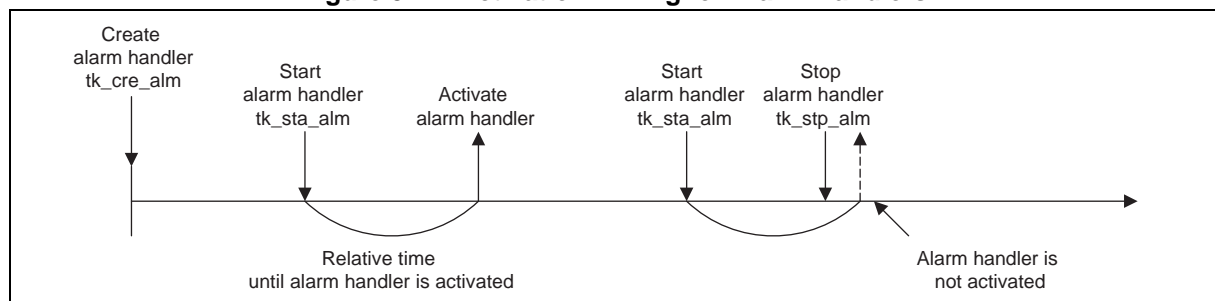 Create
alarm handler
tk_cre_alm
Start
alarm handler
tk_sta_alm
Activate
alarm handler
Start
alarm handler
tk_sta_alm
Stop
alarm handler
tk_stp_alm
Relative time
until alarm handler is activated
Alarm handler is
not activated